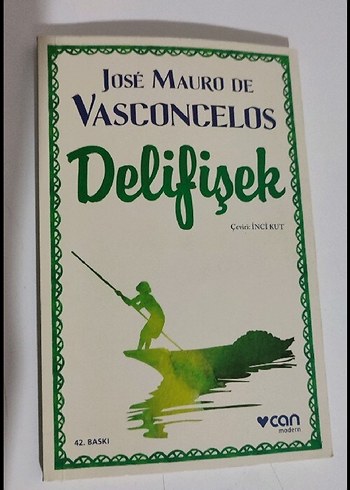 JOSÉ MAURO DE
VASCONCELOS
Delifişek
Çeviri: İNCİ KUT
can
modern
42. BASKI